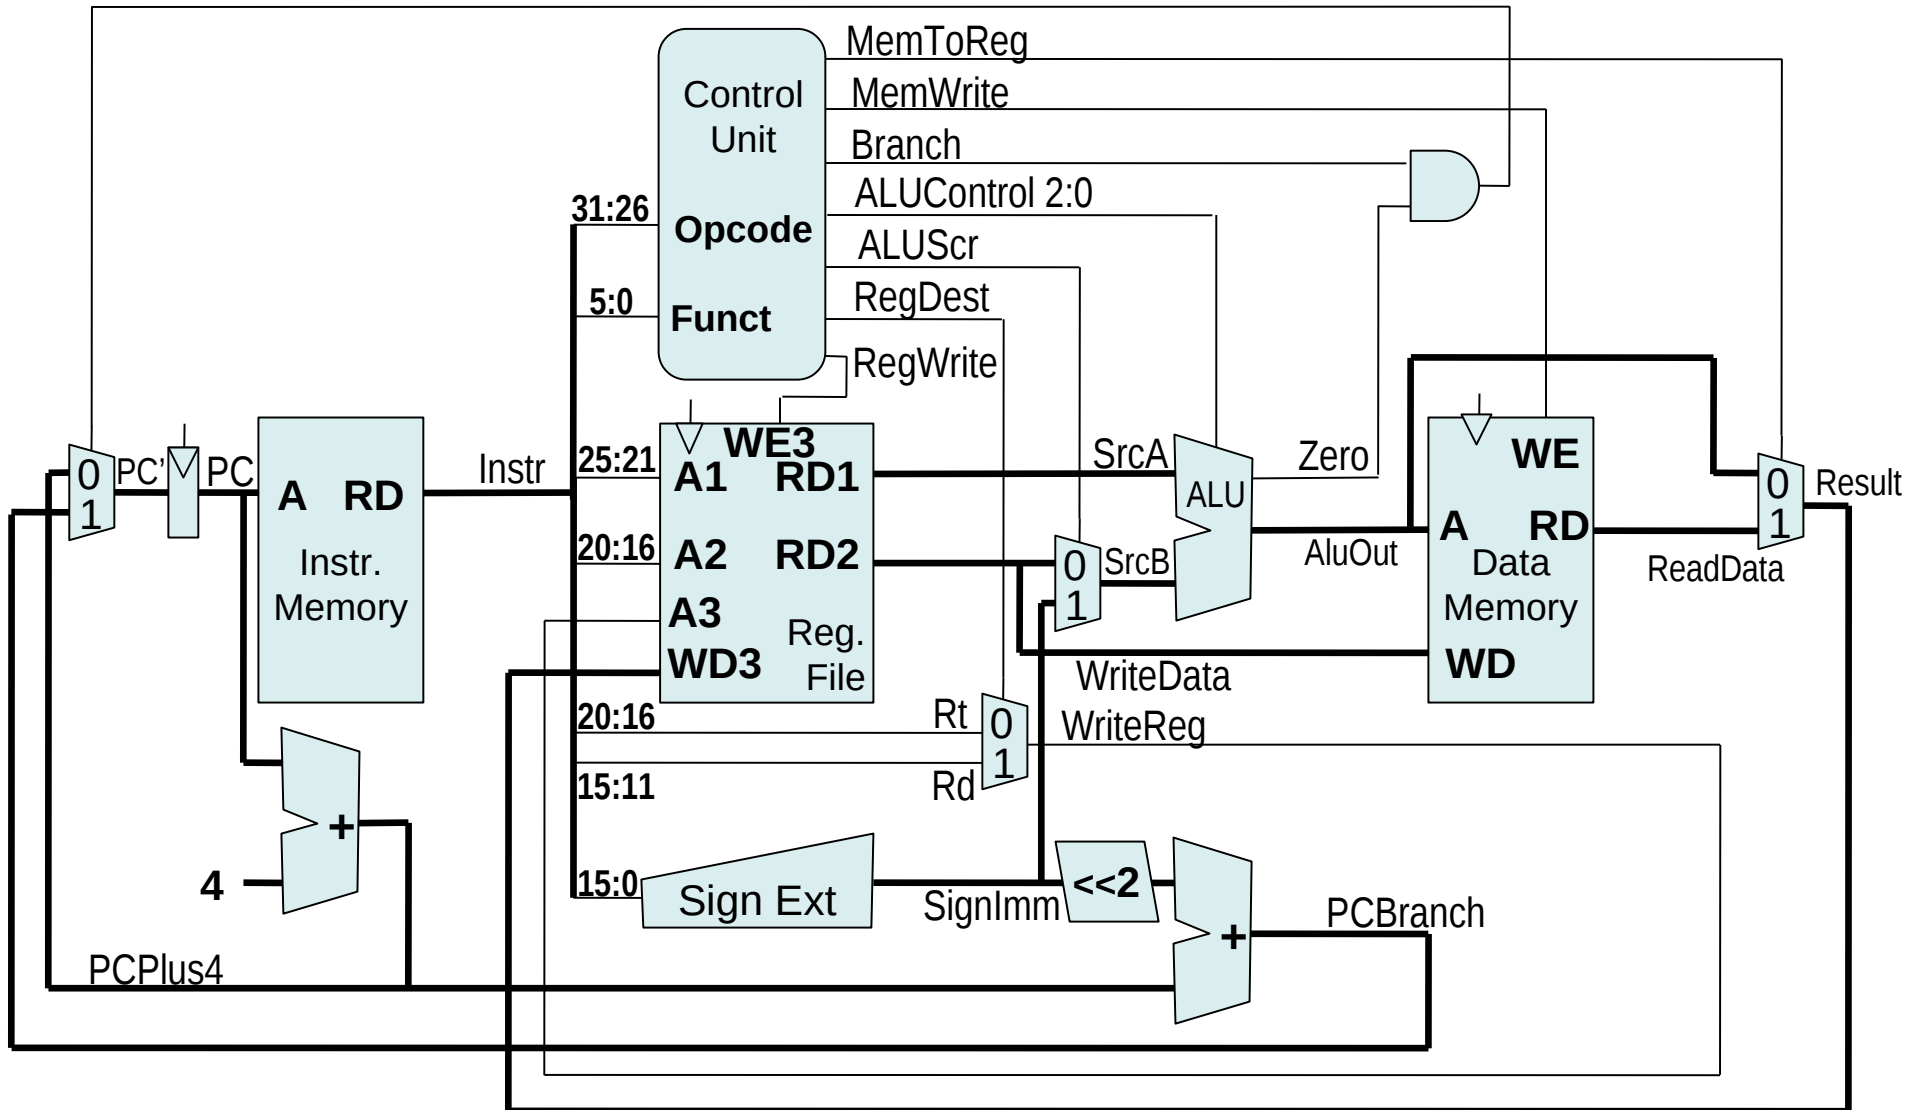 MemToReg
Control
Unit
MemWrite
Branch
ALUControl 2:0
31:26
Opcode
ALUScr
5:0
Funct
RegDest
RegWrite
0
1
PC'
PC
A RD
Instr.
Memory
Instr
25:21
WE3
A1 RD1
20:16
A2 RD2
A3
Reg.
File
WD3
SrcA
ALU
Zero
0
1
SrcB
AluOut
WE
A RD
Data
Memory
WD
0
1
Result
ReadData
WriteData
20:16
Rt
0
1
WriteReg
15:11
Rd
+
4
15:0
Sign Ext
SignImm
<<2
+
PCBranch
PCPlus4